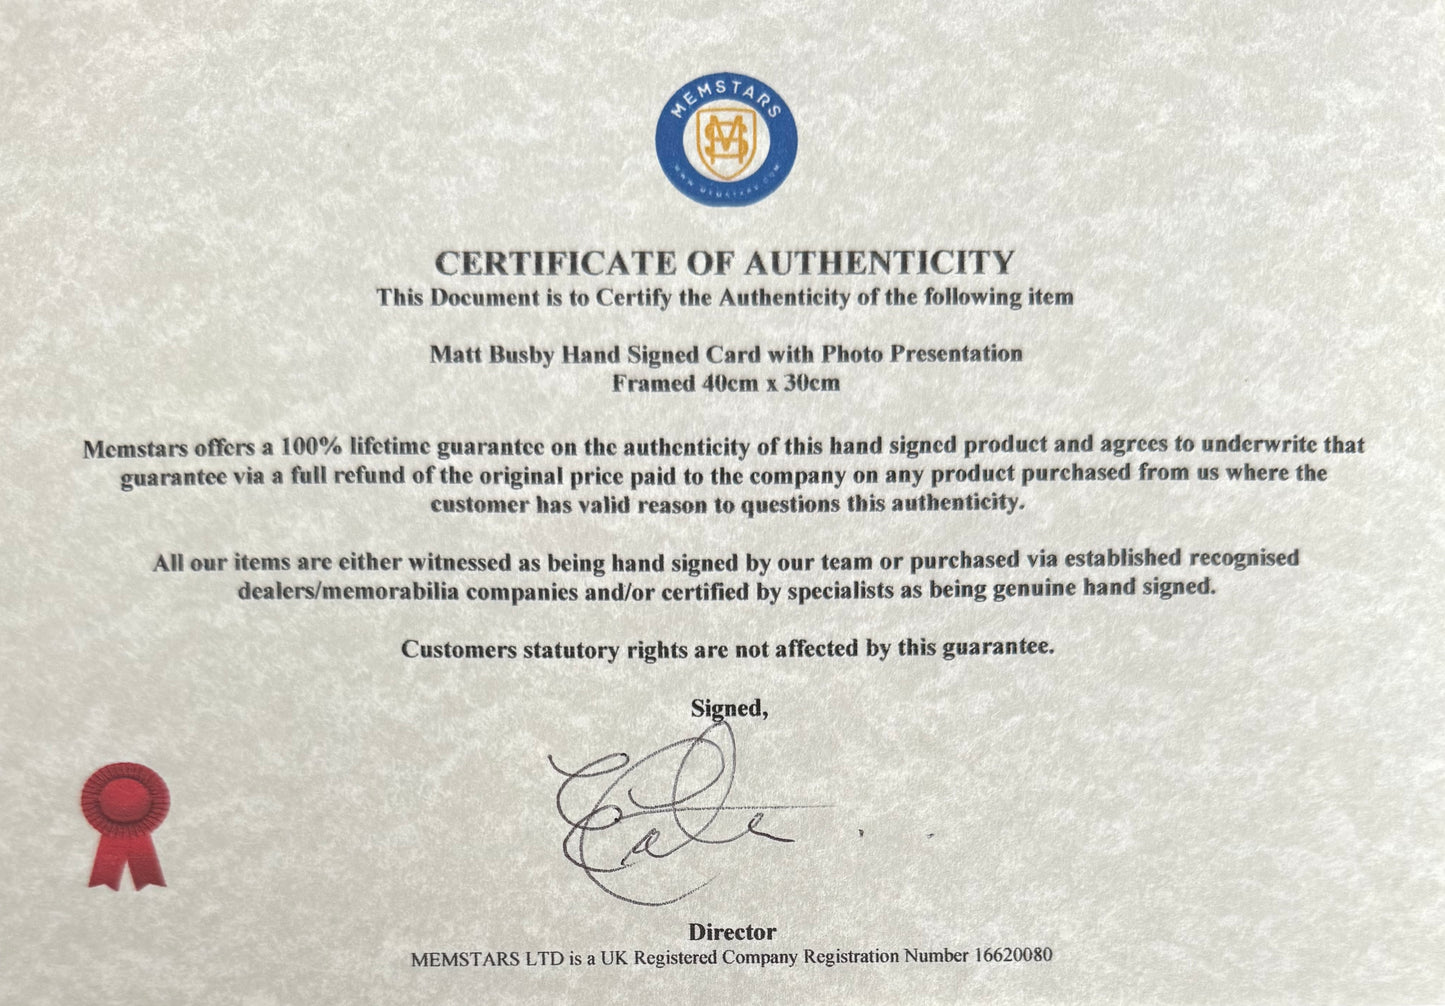 MEMSTARS
MS
CERTIFICATE OF AUTHENTICITY
This Document is to Certify the Authenticity of the following item
Matt Busby Hand Signed Card with Photo Presentation
Framed 40cm x 30cm
Memstars offers a 100% lifetime guarantee on the authenticity of this hand signed product and agrees to underwrite that
guarantee via a full refund of the original price paid to the company on any product purchased from us where the
customer has valid reason to questions this authenticity.
All our items are either witnessed as being hand signed by our team or purchased via established recognised
dealers/memorabilia companies and/or certified by specialists as being genuine hand signed.
Customers statutory rights are not affected by this guarantee.
Signed,
Director
MEMSTARS LTD is a UK Registered Company Registration Number 16620080